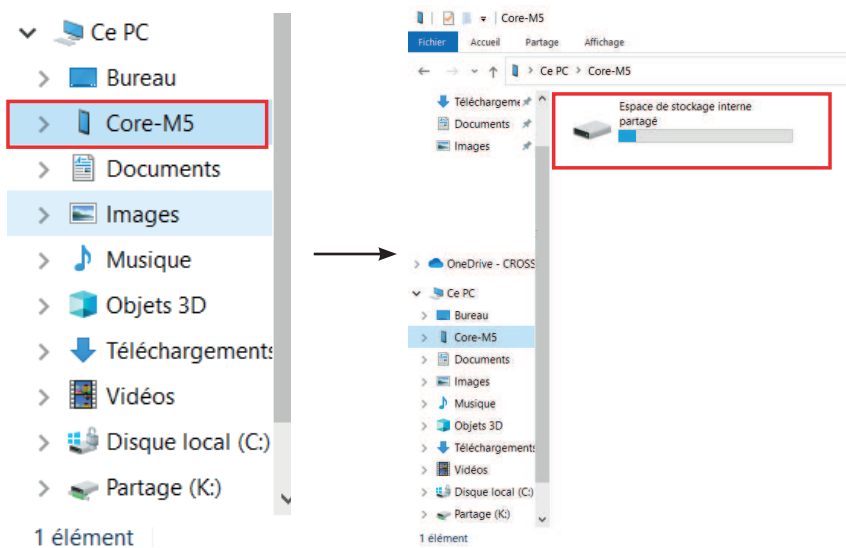 Ce PC
Bureau
Core-M5
Documents
Images
Musique
Objets 3D
Téléchargements
Vidéos
Disque local (C:)
Partage (K:)
1 élément
Core-M5
Fichier Accueil Partage Affichage
Ce PC > Core-M5
Téléchargeme
Documents
Images
OneDrive - CROSS
Ce PC
Bureau
Core-M5
Documents
Images
Musique
Objets 3D
Téléchargements
Vidéos
Disque local (C:)
Partage (K:)
1 élément
Espace de stockage interne
partagé